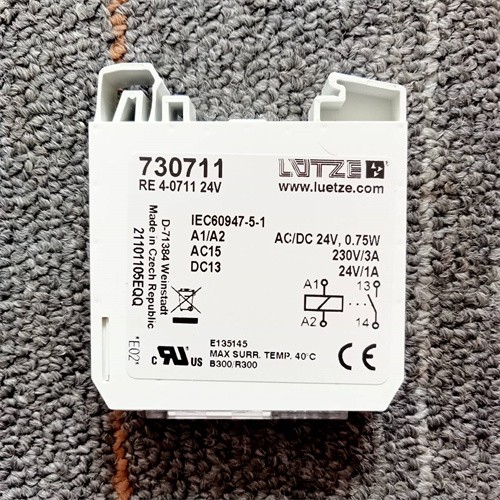 730711
RE 4-0711 24V
LÜTZE
www.luetze.com
IEC60947-5-1
A1/A2
AC15
DC13
AC/DC 24V, 0.75W
230V/3A
24V/1A
D-71384 Weinstadt
Made in Czech Republic
21101105EQQ
"E02"
A1
A2
13
14
c UR US
E135145
MAX SURR. TEMP. 40°C
B300/R300
CE